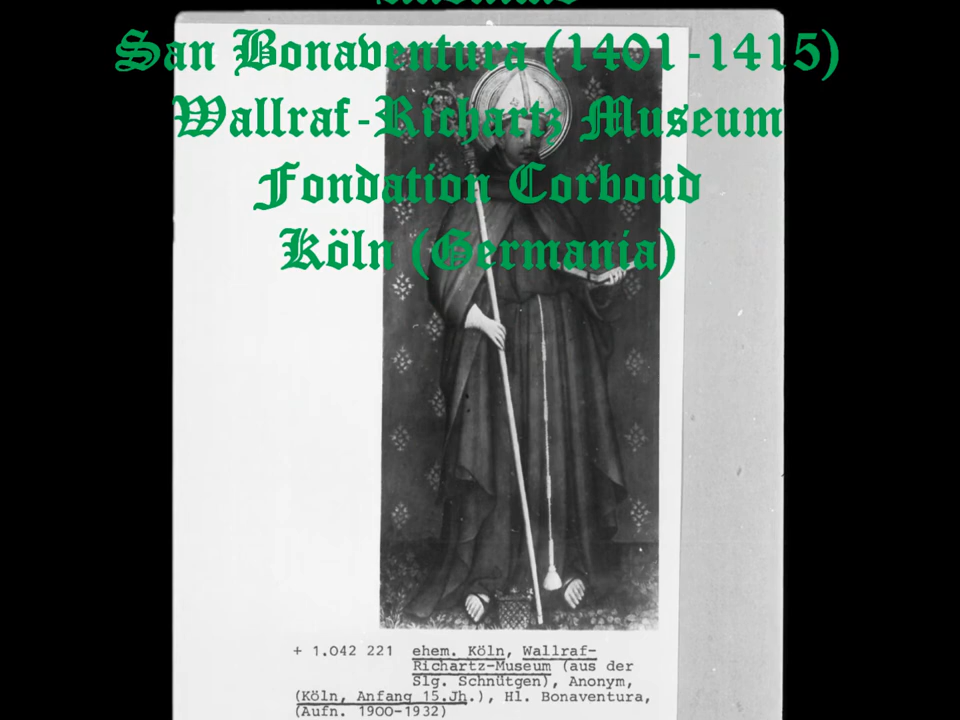 San Bonaventura (1401-1415)
Wallraf-Richartz Museum
Fondation Corboud
Köln (Germania)
+ 1.042 221 ehem. Köln, Wallraf-
Richartz-Museum (aus der
Slg. Schnütgen), Anonym,
(Köln, Anfang 15.Jh.), Hl. Bonaventura,
(Aufn. 1900-1932)